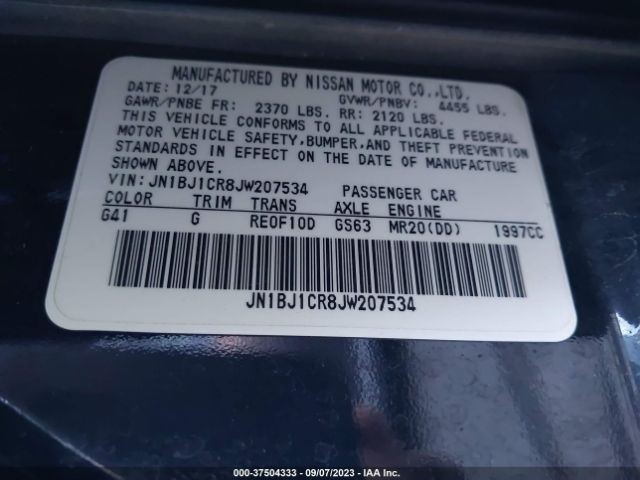 MANUFACTURED BY NISSAN MOTOR CO.,LTD.
DATE: 12/17 GVWR/PNBV: 4455 LBS.
GAWR/PNBE FR: 2370 LBS. RR: 2120 LBS.
THIS VEHICLE CONFORMS TO ALL APPLICABLE FEDERAL
MOTOR VEHICLE SAFETY,BUMPER,AND THEFT PREVENTION
STANDARDS IN EFFECT ON THE DATE OF MANUFACTURE
SHOWN ABOVE.
VIN: JN1BJ1CR8JW207534 PASSENGER CAR
COLOR TRIM TRANS AXLE ENGINE
G41 G RE0F10D GS63 MR20(DD) 1997CC
JN1BJ1CR8JW207534
000-37504333 - 09/07/2023 - IAA Inc.